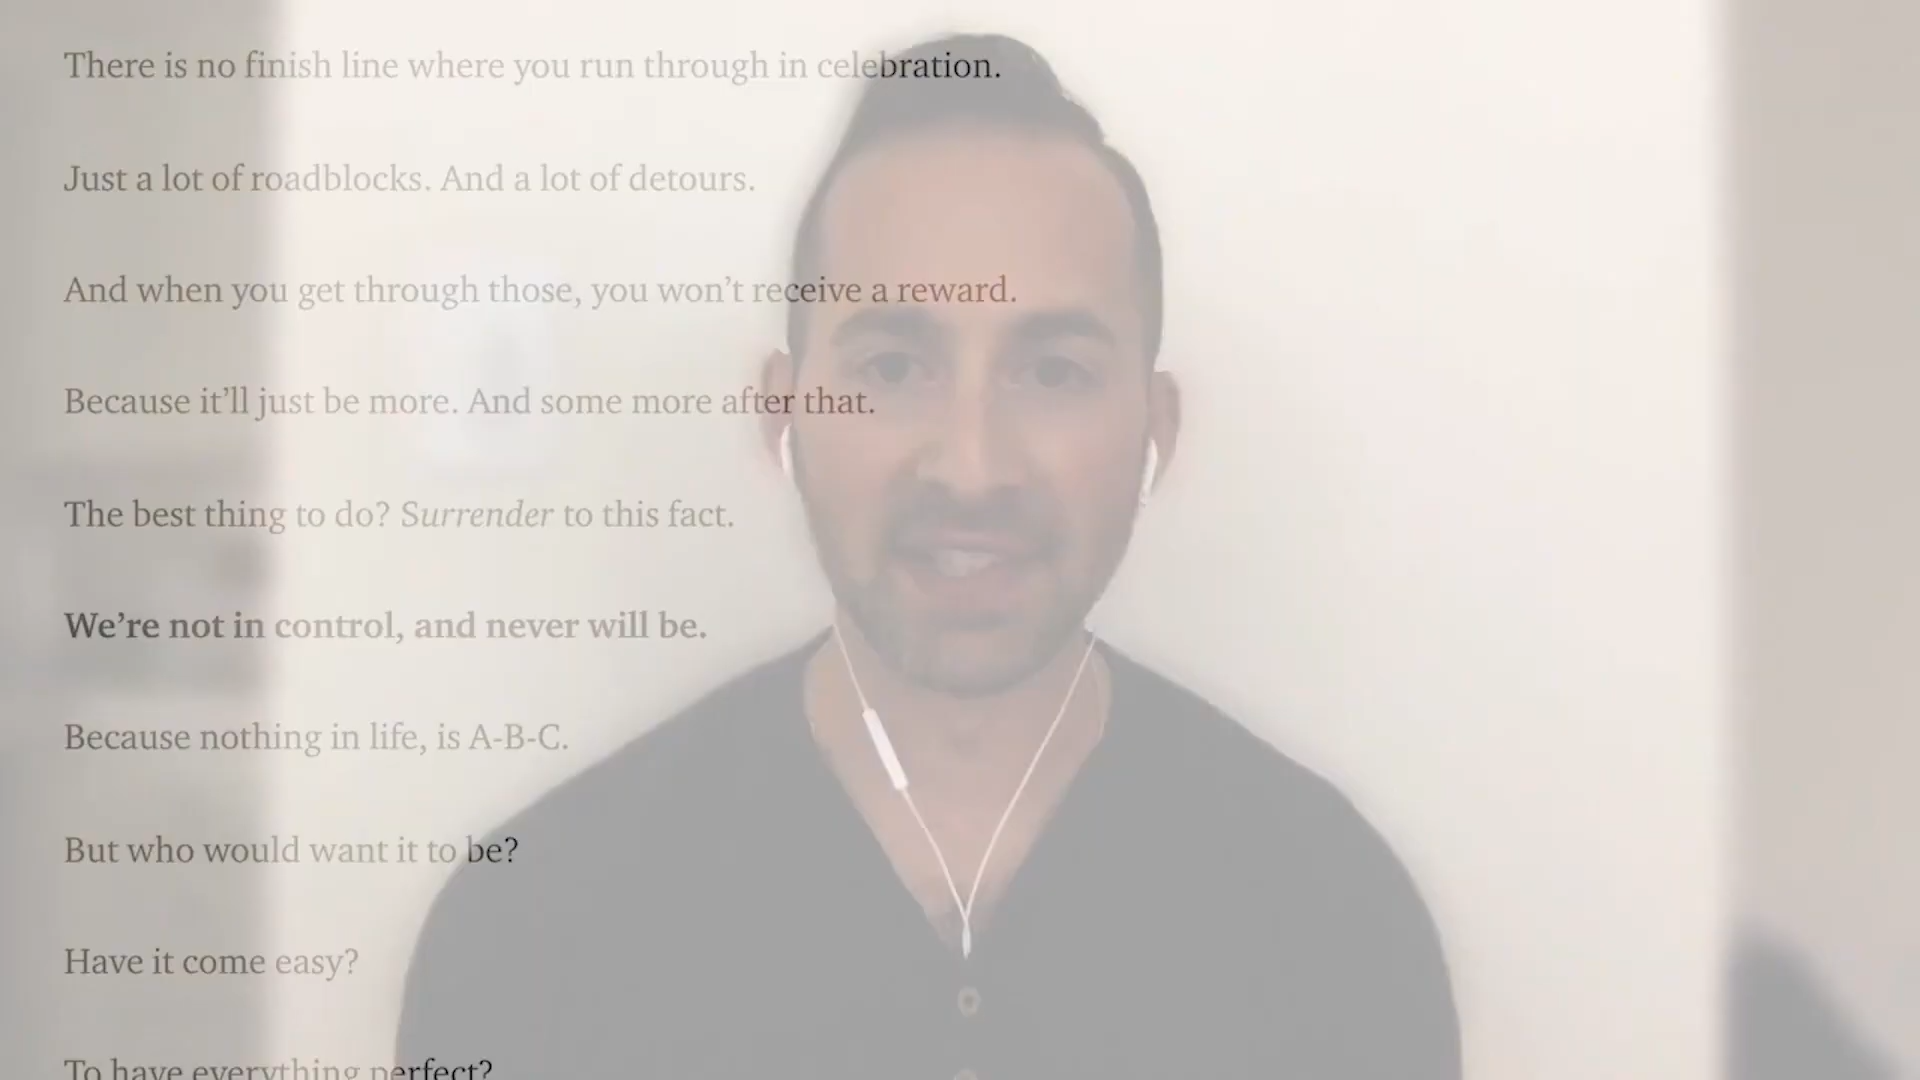 There is no finish line where you run through in celebration.
Just a lot of roadblocks. And a lot of detours.
And when you get through those, you won’t receive a reward.
Because it’ll just be more. And some more after that.
The best thing to do? Surrender to this fact.
We’re not in control, and never will be.
Because nothing in life, is A-B-C.
But who would want it to be?
Have it come easy?
To have everything perfect?